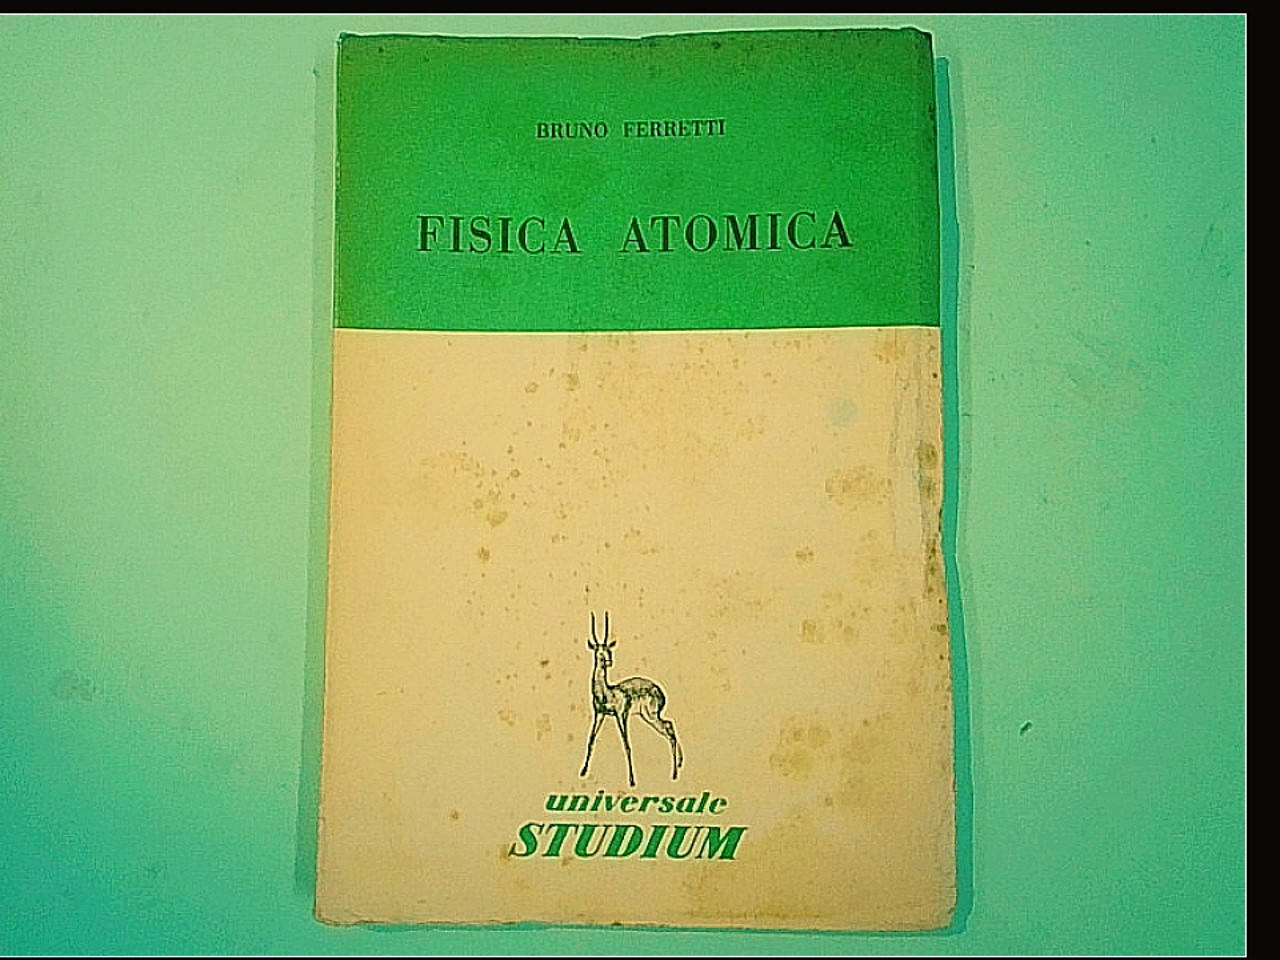 BRUNO FERRETTI
FISICA ATOMICA
universale
STUDIUM